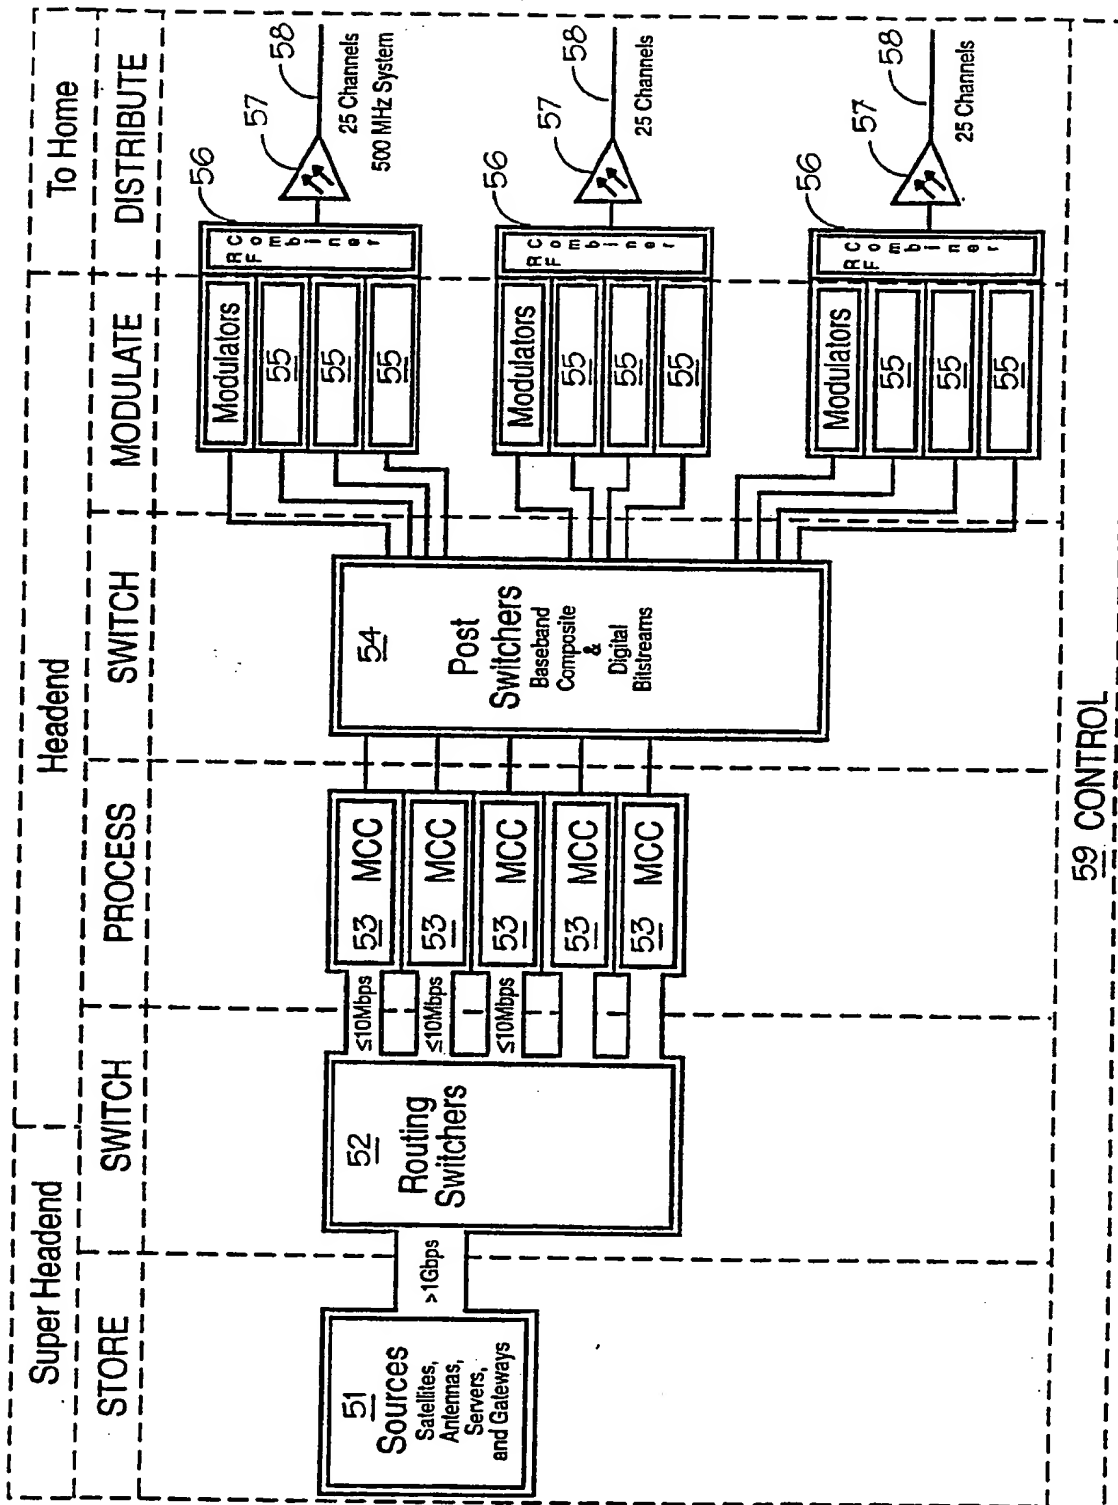 Super Headend
Headend
To Home
STORE
SWITCH
PROCESS
SWITCH
MODULATE
DISTRIBUTE
51
Sources
Satellites,
Antennas,
Servers,
and Gateways
>1Gbps
52
Routing
Switchers
≤10Mbps
≤10Mbps
≤10Mbps
53 MCC
53 MCC
53 MCC
53 MCC
53 MCC
54
Post
Switchers
Baseband
Composite
&
Digital
Bitstreams
Modulators
55
55
55
RF
Combiner
56
57
58
25 Channels
500 MHz System
Modulators
55
55
55
RF
Combiner
56
57
58
25 Channels
Modulators
55
55
55
RF
Combiner
56
57
58
25 Channels
59 CONTROL